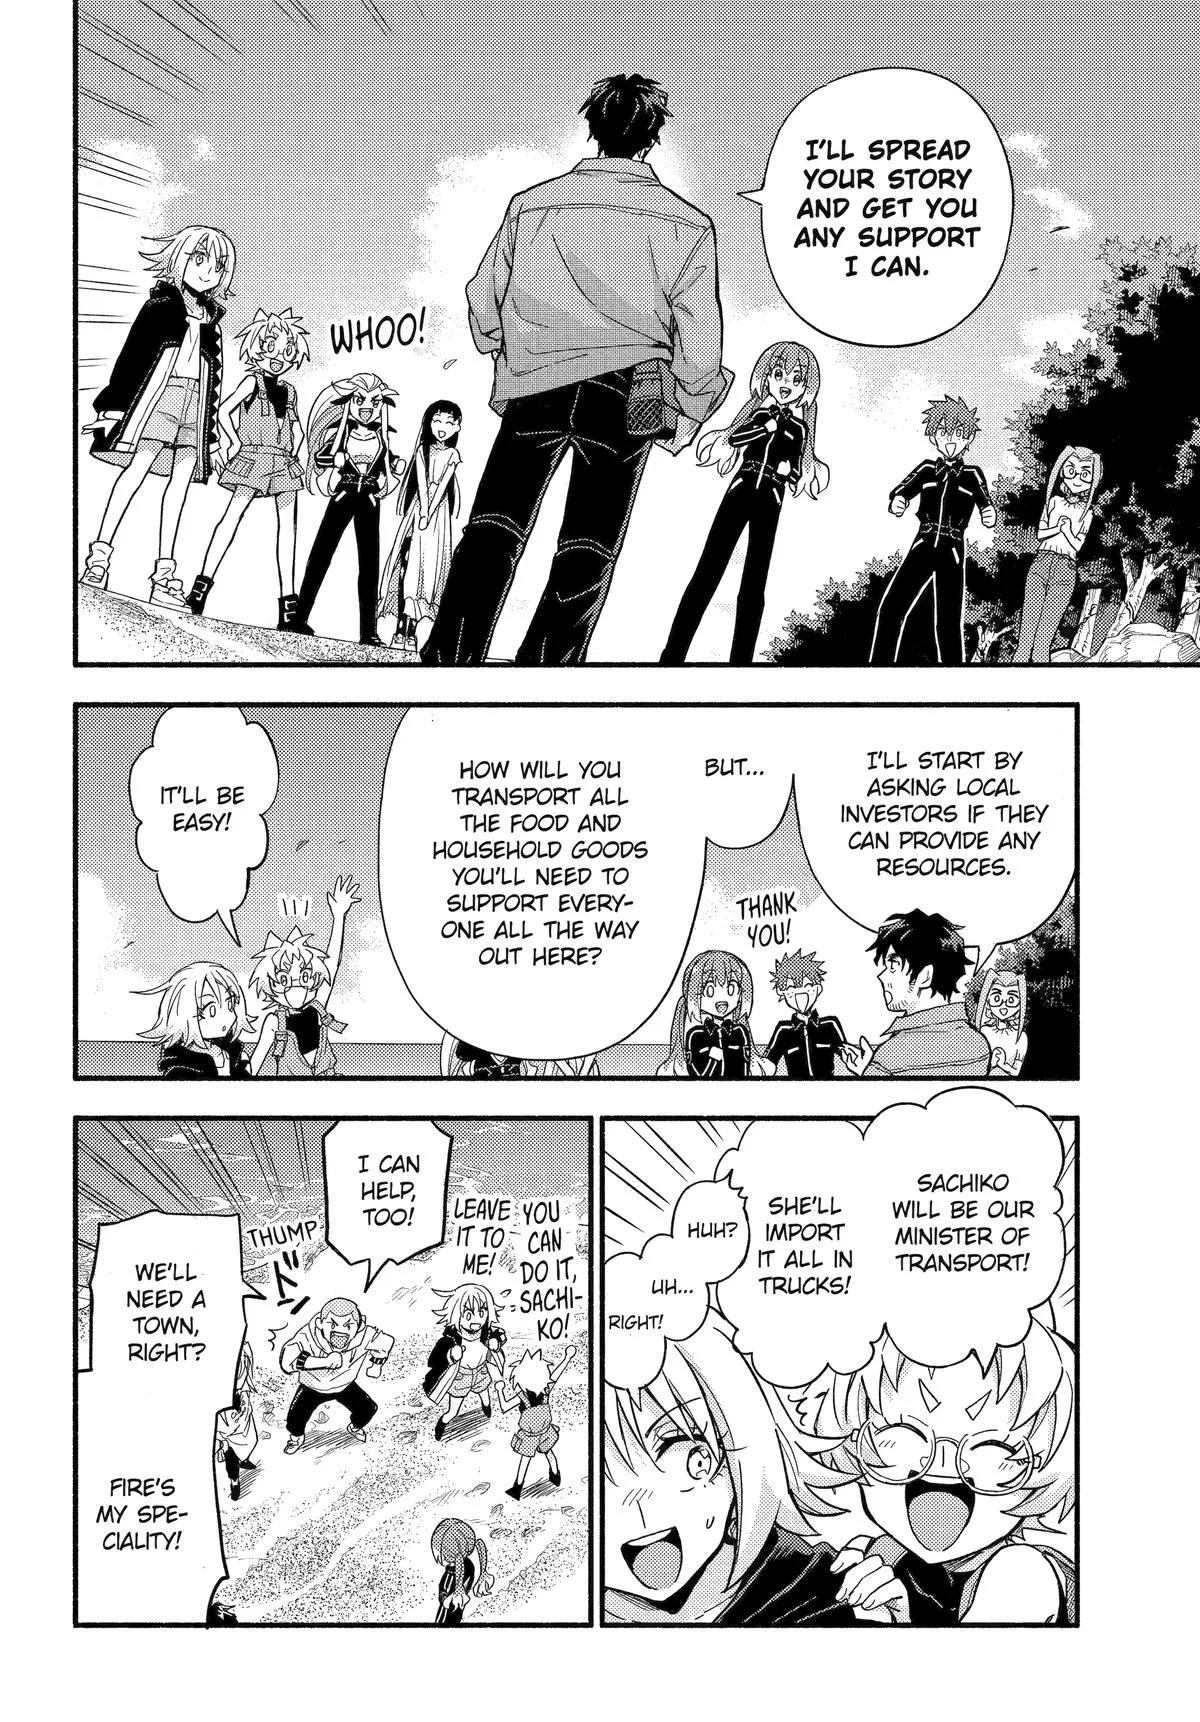 I'LL SPREAD
YOUR STORY
AND GET YOU
ANY SUPPORT
I CAN.
WHOO!
I'LL START BY
ASKING LOCAL
INVESTORS IF THEY
CAN PROVIDE ANY
RESOURCES.
THANK
YOU!
BUT...
HOW WILL YOU
TRANSPORT ALL
THE FOOD AND
HOUSEHOLD GOODS
YOU'LL NEED TO
SUPPORT EVERY-
ONE ALL THE WAY
OUT HERE?
IT'LL BE
EASY!
SACHIKO
WILL BE OUR
MINISTER OF
TRANSPORT!
SHE'LL
IMPORT
IT ALL IN
TRUCKS!
HUH?
UH...
RIGHT!
YOU
CAN
DO IT,
SACHI-
KO!
LEAVE
IT TO
ME!
I CAN
HELP,
TOO!
THUMP
ドン
WE'LL
NEED A
TOWN,
RIGHT?
FIRE'S
MY SPE-
CIALITY!